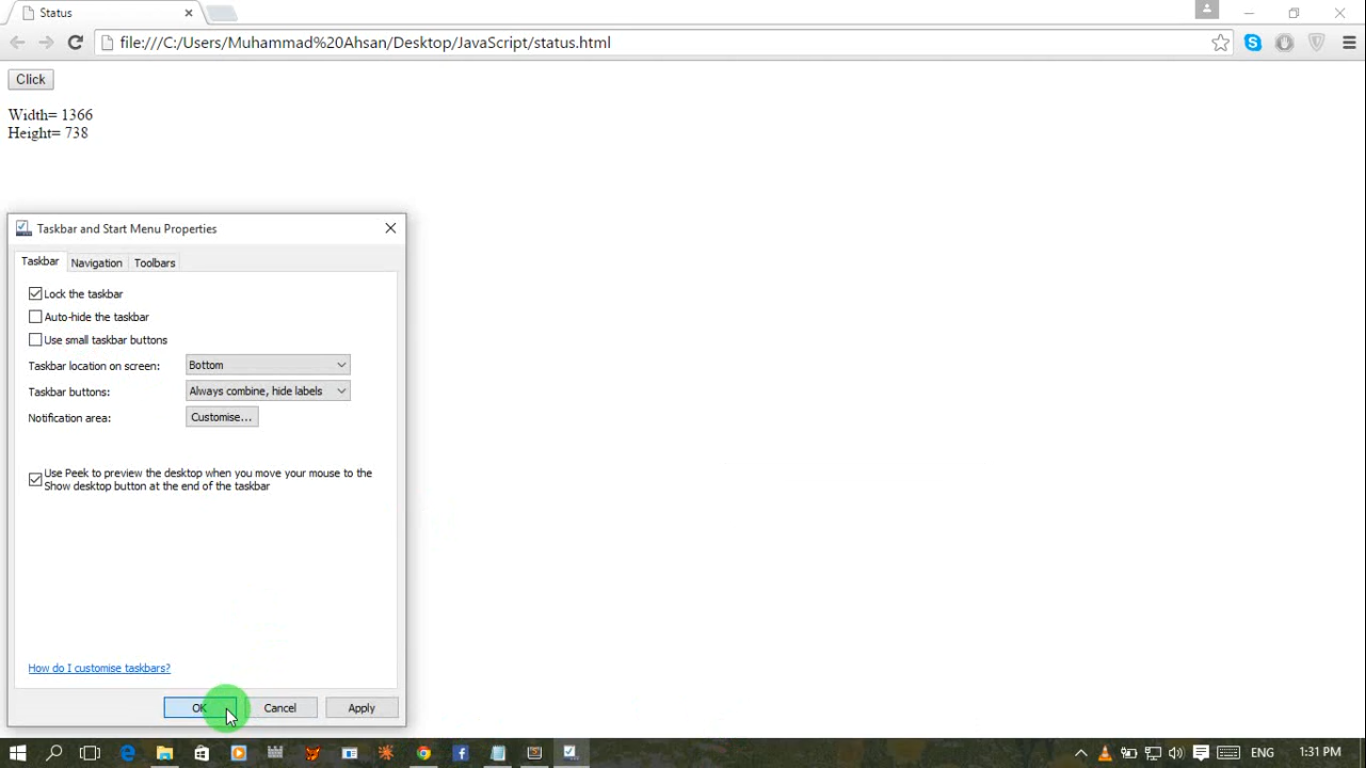 Status
file:///C:/Users/Muhammad%20Ahsan/Desktop/JavaScript/status.html
Click
Width= 1366
Height= 738
Taskbar and Start Menu Properties
Taskbar Navigation Toolbars
Lock the taskbar
Auto-hide the taskbar
Use small taskbar buttons
Taskbar location on screen: Bottom
Taskbar buttons: Always combine, hide labels
Notification area: Customise...
Use Peek to preview the desktop when you move your mouse to the
Show desktop button at the end of the taskbar
How do I customise taskbars?
OK Cancel Apply
ENG 1:31 PM